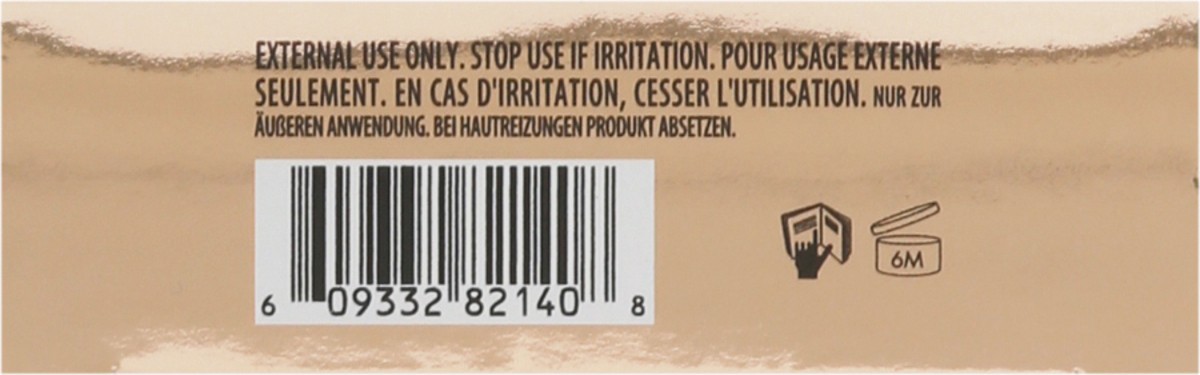 EXTERNAL USE ONLY. STOP USE IF IRRITATION. POUR USAGE EXTERNE
SEULEMENT. EN CAS D'IRRITATION, CESSER L'UTILISATION. NUR ZUR
ÄUßEREN ANWENDUNG. BEI HAUTREIZUNGEN PRODUKT ABSETZEN.
6M
6 09332 82140 8